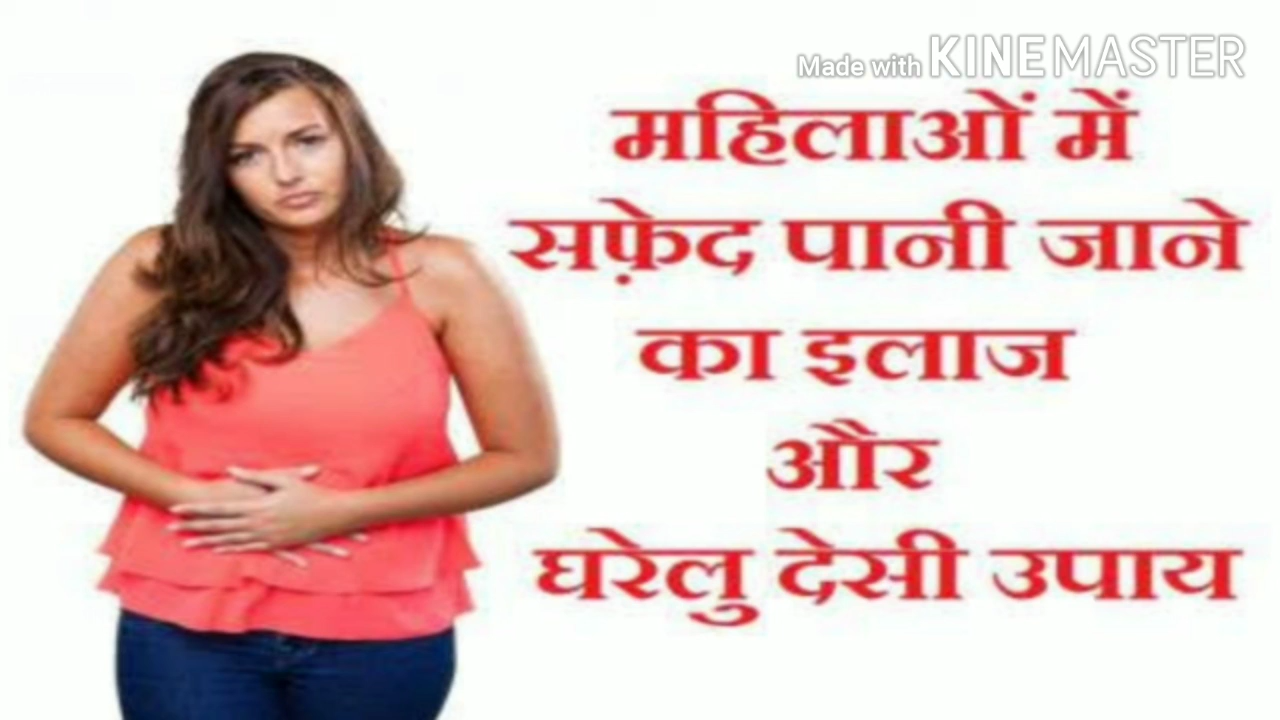 Made with KINEMASTER
महिलाओं में
सफ़ेद पानी जाने
का इलाज
और
घरेलु देसी उपाय